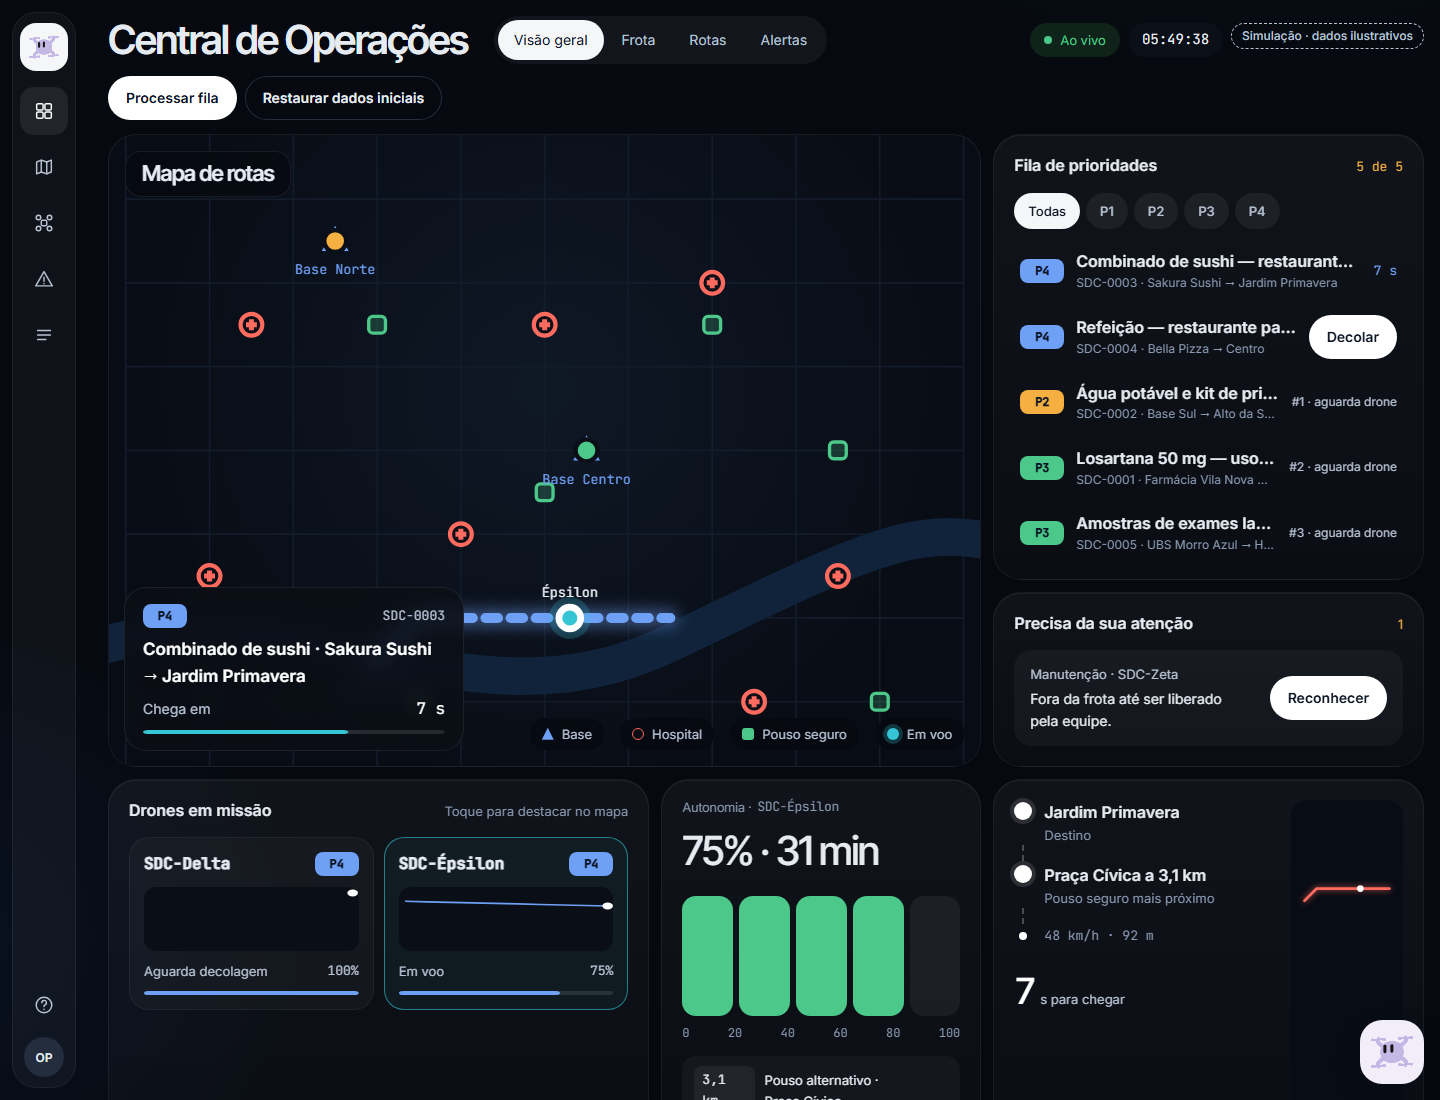 Central de Operações
Visão geral
Frota
Rotas
Alertas
Ao vivo
05:49:38
Simulação · dados ilustrativos
Processar fila
Restaurar dados iniciais
Mapa de rotas
Base Norte
Base Centro
Épsilon
P4
SDC-0003
Combinado de sushi · Sakura Sushi
→ Jardim Primavera
Chega em
7 s
Base
Hospital
Pouso seguro
Em voo
Fila de prioridades
5 de 5
Todas
P1
P2
P3
P4
P4
Combinado de sushi — restaurant...
SDC-0003 · Sakura Sushi → Jardim Primavera
7 s
P4
Refeição — restaurante pa...
SDC-0004 · Bella Pizza → Centro
Decolar
P2
Água potável e kit de pri...
SDC-0002 · Base Sul → Alto da S...
#1 · aguarda drone
P3
Losartana 50 mg — uso...
SDC-0001 · Farmácia Vila Nova ...
#2 · aguarda drone
P3
Amostras de exames la...
SDC-0005 · UBS Morro Azul → H...
#3 · aguarda drone
Precisa da sua atenção
1
Manutenção · SDC-Zeta
Fora da frota até ser liberado
pela equipe.
Reconhecer
Drones em missão
Toque para destacar no mapa
SDC-Delta
P4
Aguarda decolagem
100%
SDC-Épsilon
P4
Em voo
75%
Autonomia · SDC-Épsilon
75% · 31 min
0 20 40 60 80 100
3,1
km
Pouso alternativo ·
Praça Cívica
Jardim Primavera
Destino
Praça Cívica a 3,1 km
Pouso seguro mais próximo
48 km/h · 92 m
7 s para chegar
OP